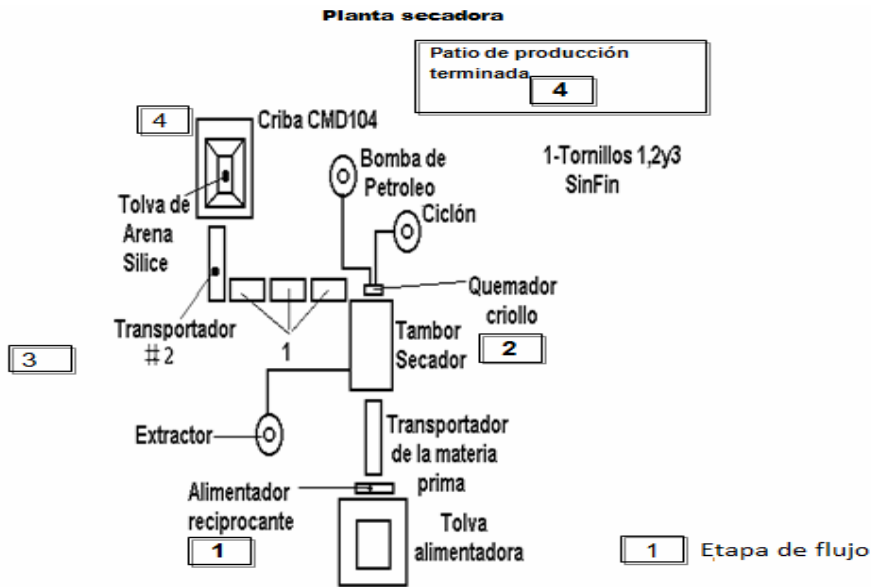 Planta secadora
Patio de producción
terminada
4
4
Criba CMD104
Bomba de
Petroleo
1-Tornillos 1,2y3
SinFin
Ciclón
Tolva de
Arena
Silice
Quemador
criollo
Transportador
#2
1
Tambor
Secador
2
3
Extractor
Transportador
de la materia
prima
Alimentador
reciprocante
1
Tolva
alimentadora
1
Etapa de flujo